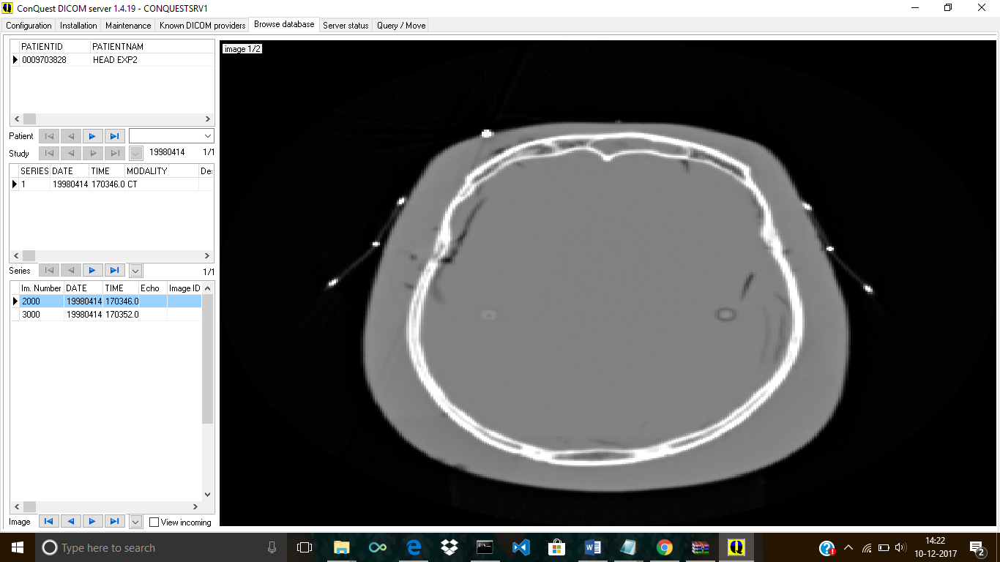 ConQuest DICOM server 1.4.19 - CONQUESTSRV1
Configuration Installation Maintenance Known DICOM providers Browse database Server status Query / Move
PATIENTID PATIENTNAM
0009703828 HEAD EXP2
image 1/2
Patient
Study 19980414 1/1
SERIES DATE TIME MODALITY De:
1 19980414 170346.0 CT
Series 1/1
Im. Number DATE TIME Echo Image ID
2000 19980414 170346.0
3000 19980414 170352.0
Image View incoming
Type here to search
14:22
10-12-2017
2